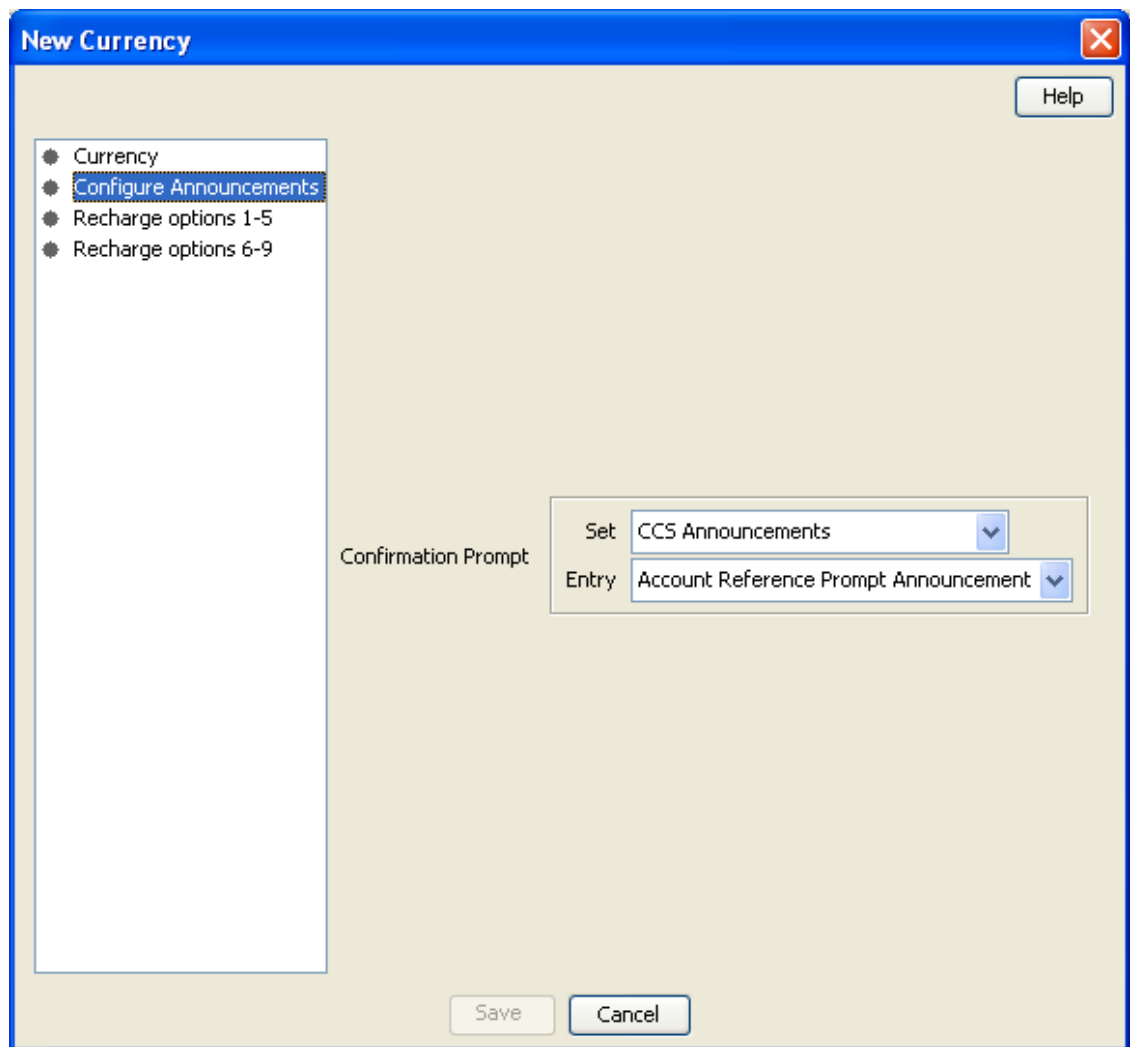 New Currency
Help
Currency
Configure Announcements
Recharge options 1-5
Recharge options 6-9
Confirmation Prompt
Set CCS Announcements
Entry Account Reference Prompt Announcement
Save Cancel